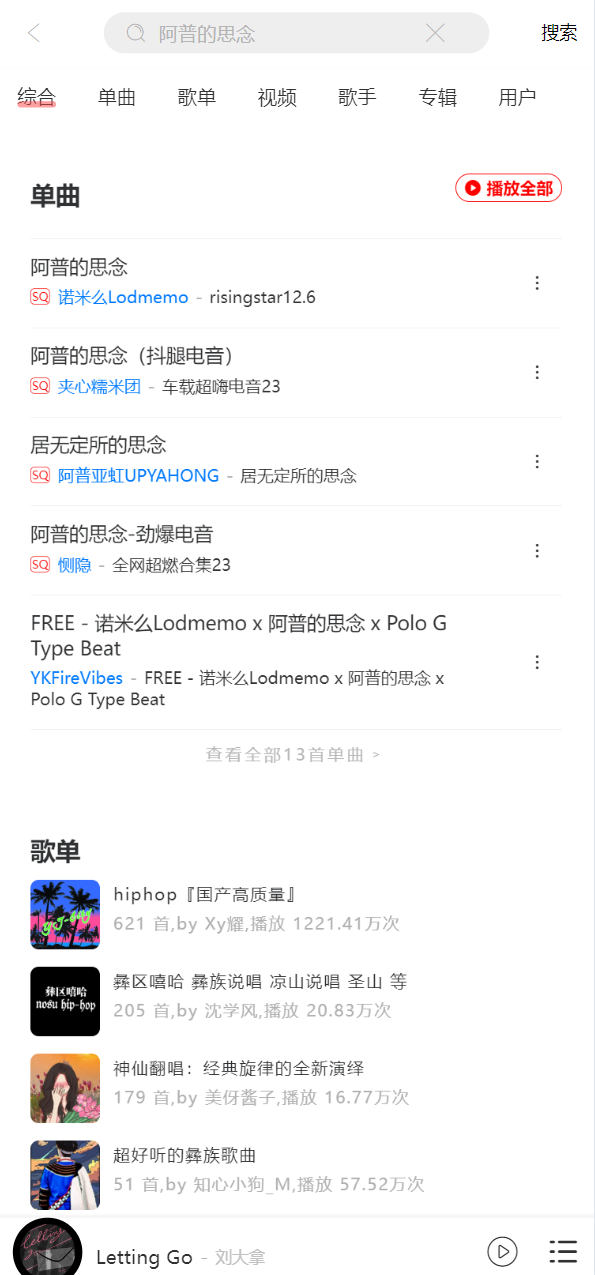 阿普的思念
搜索
综合 单曲 歌单 视频 歌手 专辑 用户
单曲
播放全部
阿普的思念
SQ 诺米么Lodmemo - risingstar12.6
阿普的思念（抖腿电音）
SQ 夹心糯米团 - 车载超嗨电音23
居无定所的思念
SQ 阿普亚虹UPYAHONG - 居无定所的思念
阿普的思念-劲爆电音
SQ 恻隐 - 全网超燃合集23
FREE - 诺米么Lodmemo x 阿普的思念 x Polo G
Type Beat
YKFireVibes - FREE - 诺米么Lodmemo x 阿普的思念 x
Polo G Type Beat
查看全部13首单曲 >
歌单
hiphop『国产高质量』
621 首,by Xy耀,播放 1221.41万次
彝区嘻哈
nosu hip-hop
彝区嘻哈 彝族说唱 凉山说唱 圣山 等
205 首,by 沈学风,播放 20.83万次
神仙翻唱：经典旋律的全新演绎
179 首,by 美伢酱子,播放 16.77万次
超好听的彝族歌曲
51 首,by 知心小狗_M,播放 57.52万次
Letting Go - 刘大拿